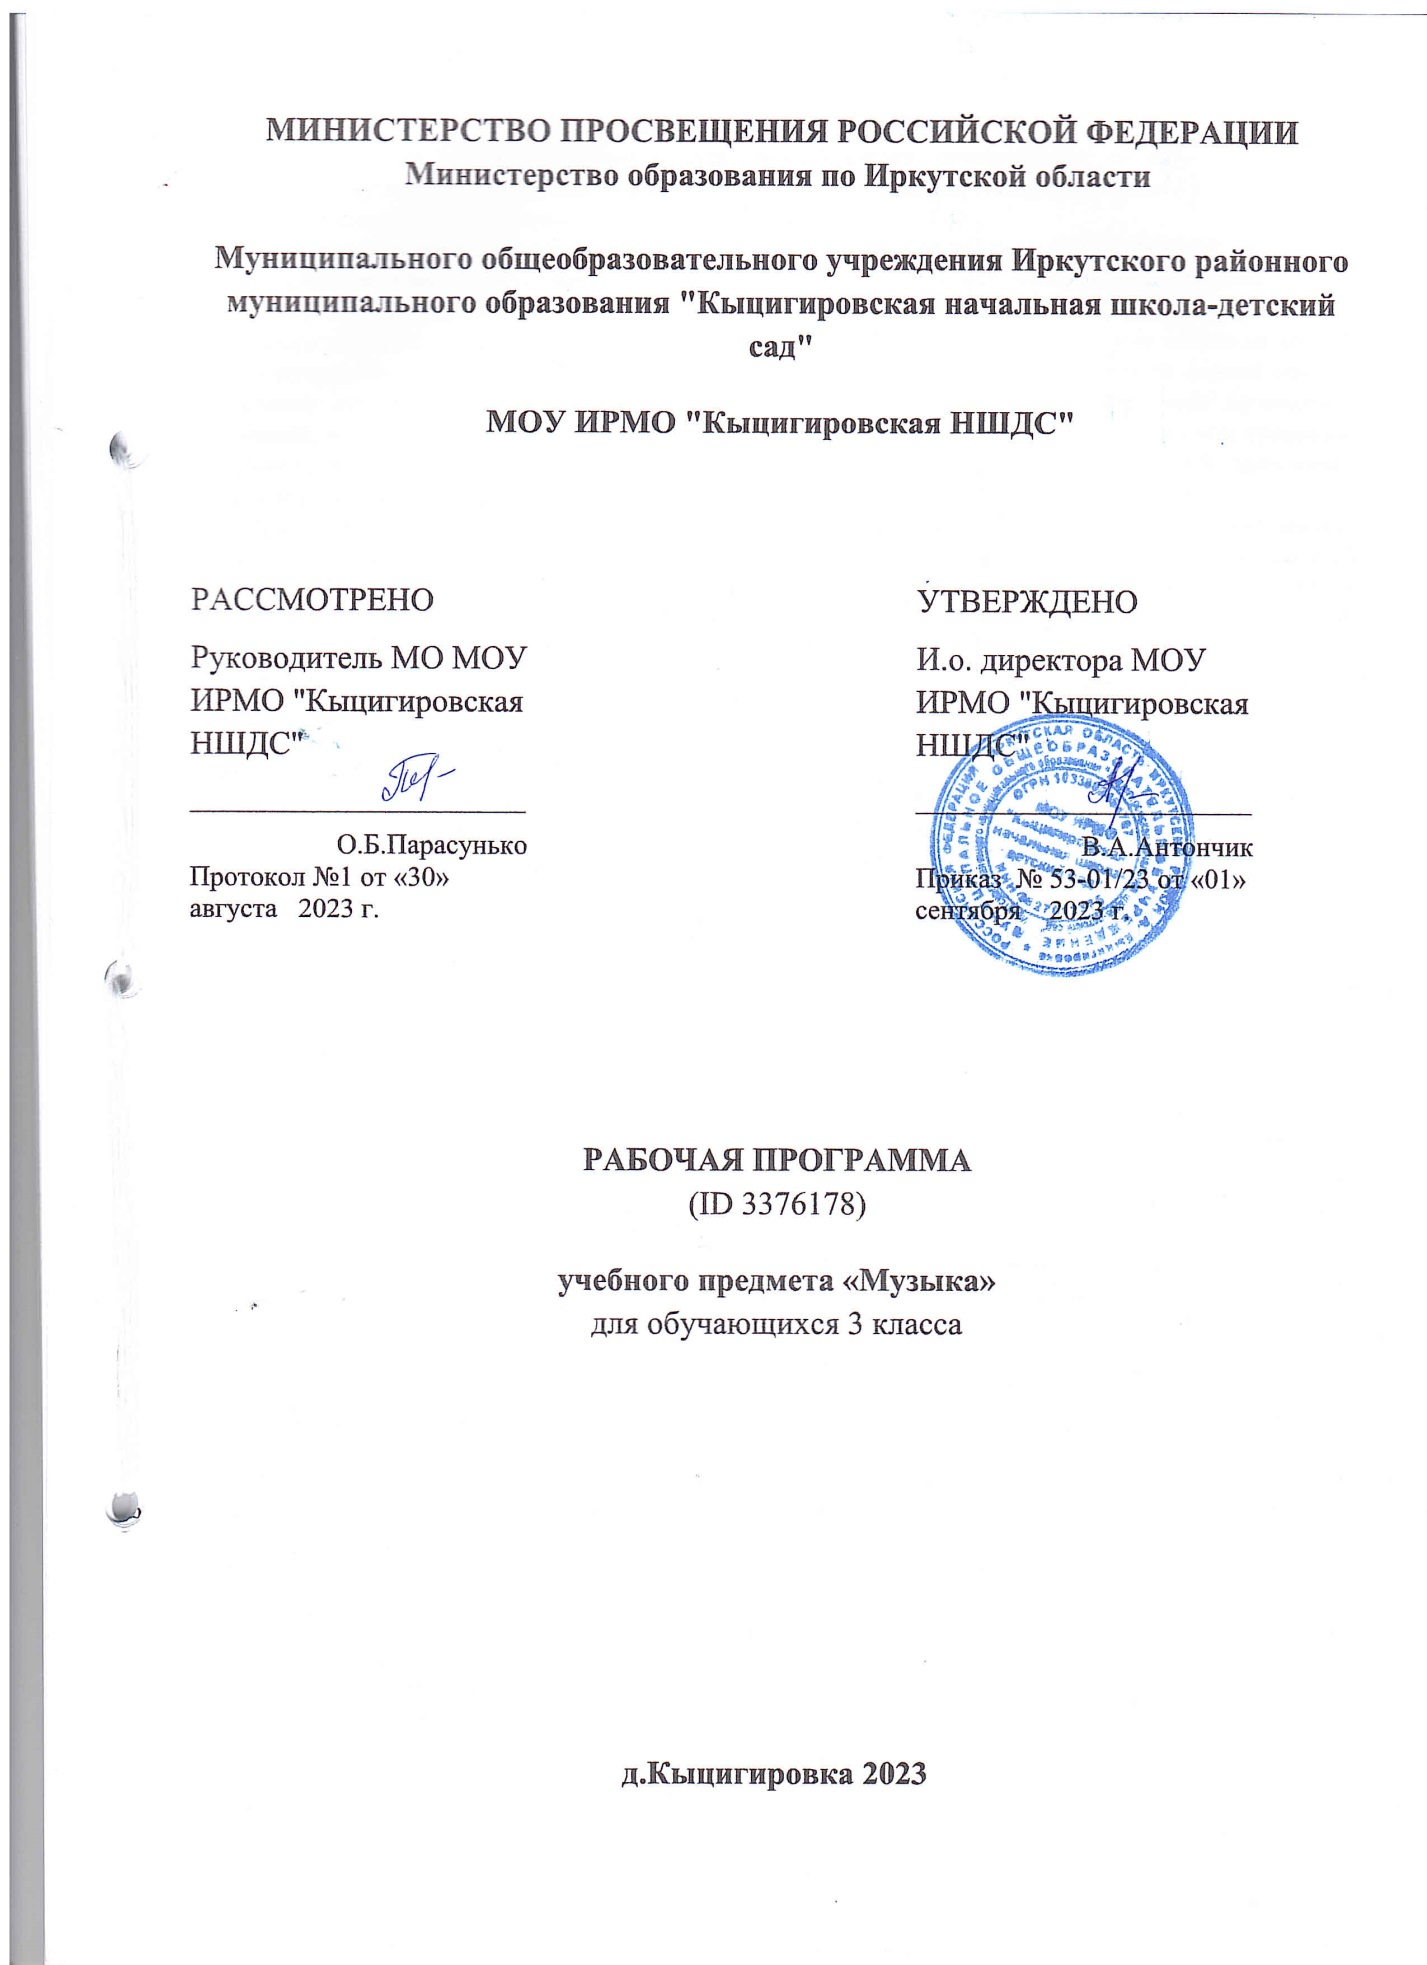 МИНИСТЕРСТВО ПРОСВЕЩЕНИЯ РОССИЙСКОЙ ФЕДЕРАЦИИ
Министерство образования по Иркутской области
Муниципального общеобразовательного учреждения Иркутского районного
муниципального образования "Кыцигировская начальная школа-детский
сад"
МОУ ИРМО "Кыцигировская НШДС"
РАССМОТРЕНО
Руководитель МО МОУ
ИРМО "Кыцигировская
НШДС"
О.Б.Парасунько
Протокол №1 от «30»
августа 2023 г.
УТВЕРЖДЕНО
И.о. директора МОУ
ИРМО "Кыцигировская
НШДС"
В.А.Антончик
Приказ № 53-01/23 от «01»
сентября 2023 г.
РАБОЧАЯ ПРОГРАММА
(ID 3376178)
учебного предмета «Музыка»
для обучающихся 3 класса
д.Кыцигировка 2023